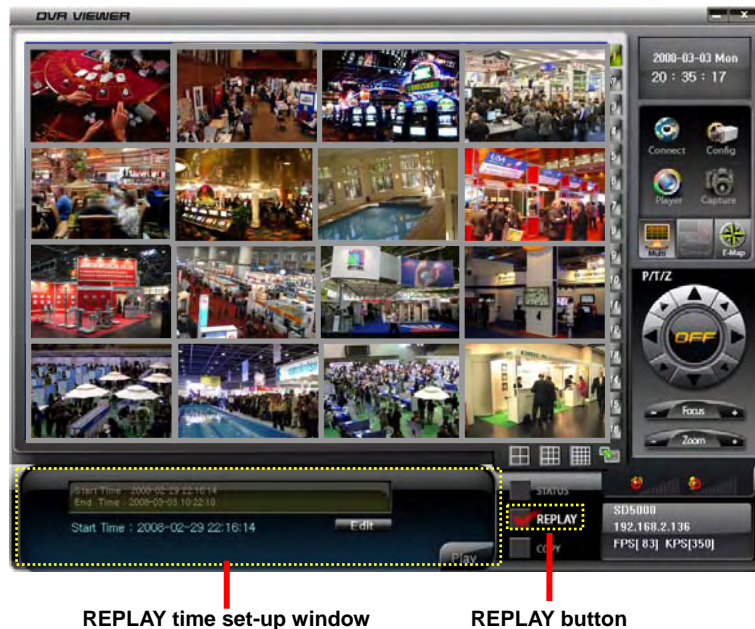 DVR VIEWER
2008-03-03 Mon
20 : 35 : 17
Connect Config
Player Capture
Multi E-Map
P/T/Z
OFF
- Focus +
- Zoom +
Start Time : 2008-02-29 22:16:14
End Time : 2008-03-03 10:22:19
Start Time : 2008-02-29 22:16:14
Edit
Play
STATUS
REPLAY
COPY
SD5000
192.168.2.136
FPS[ 83] KPS[350]
REPLAY time set-up window
REPLAY button